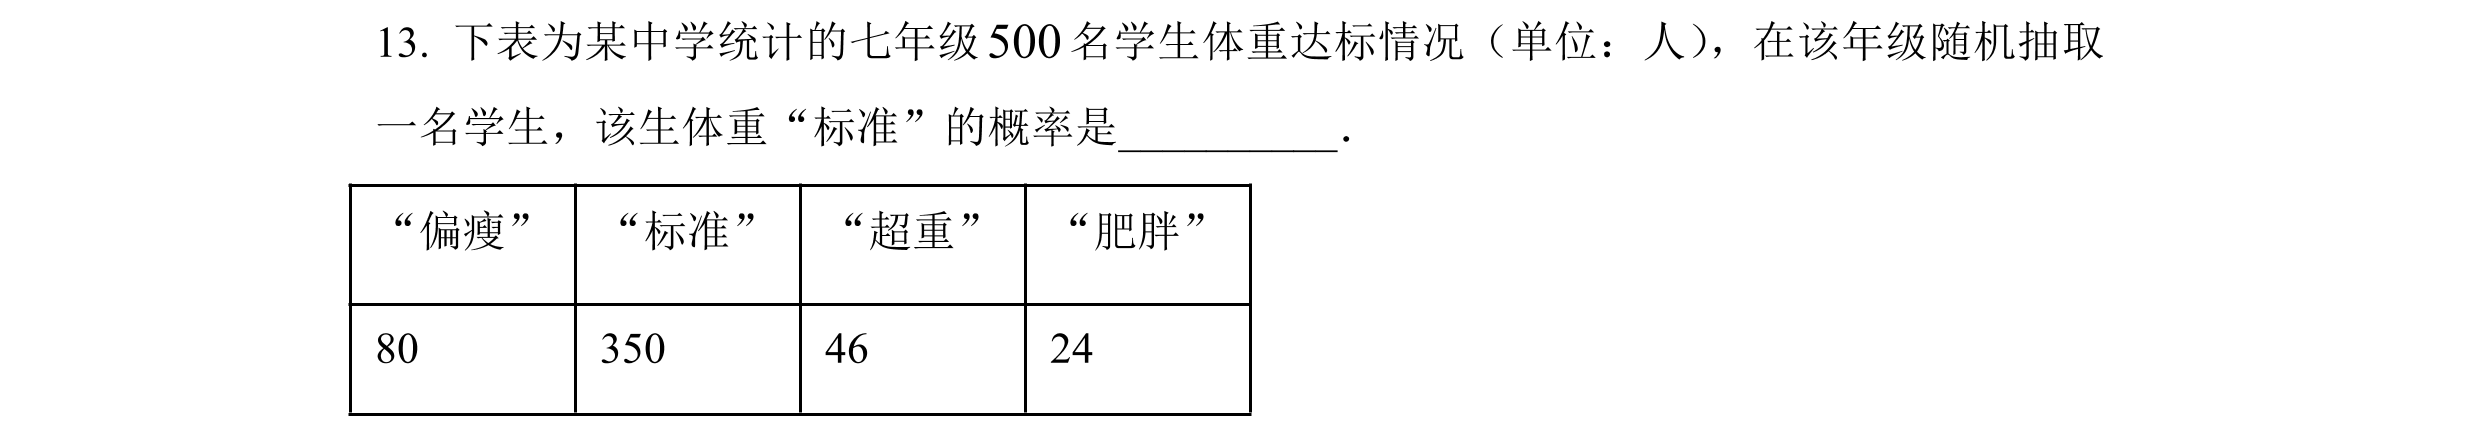 13. 下表为某中学统计的七年级500名学生体重达标情况（单位：人），在该年级随机抽取
一名学生，该生体重“标准”的概率是__________.
“偏瘦” “标准” “超重” “肥胖”
80 350 46 24